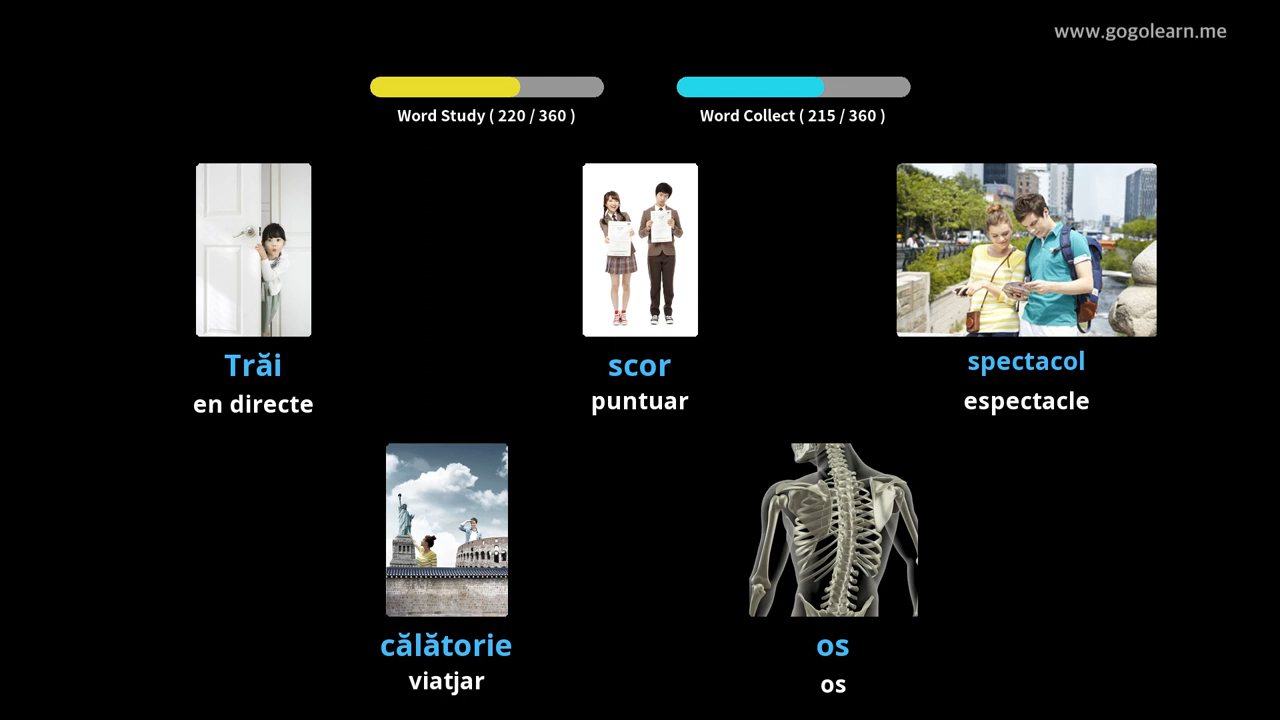 www.gogolearn.me
Word Study ( 220 / 360 )
Word Collect ( 215 / 360 )
Trăi
en directe
scor
puntuar
spectacol
espectacle
călătorie
viatjar
os
os